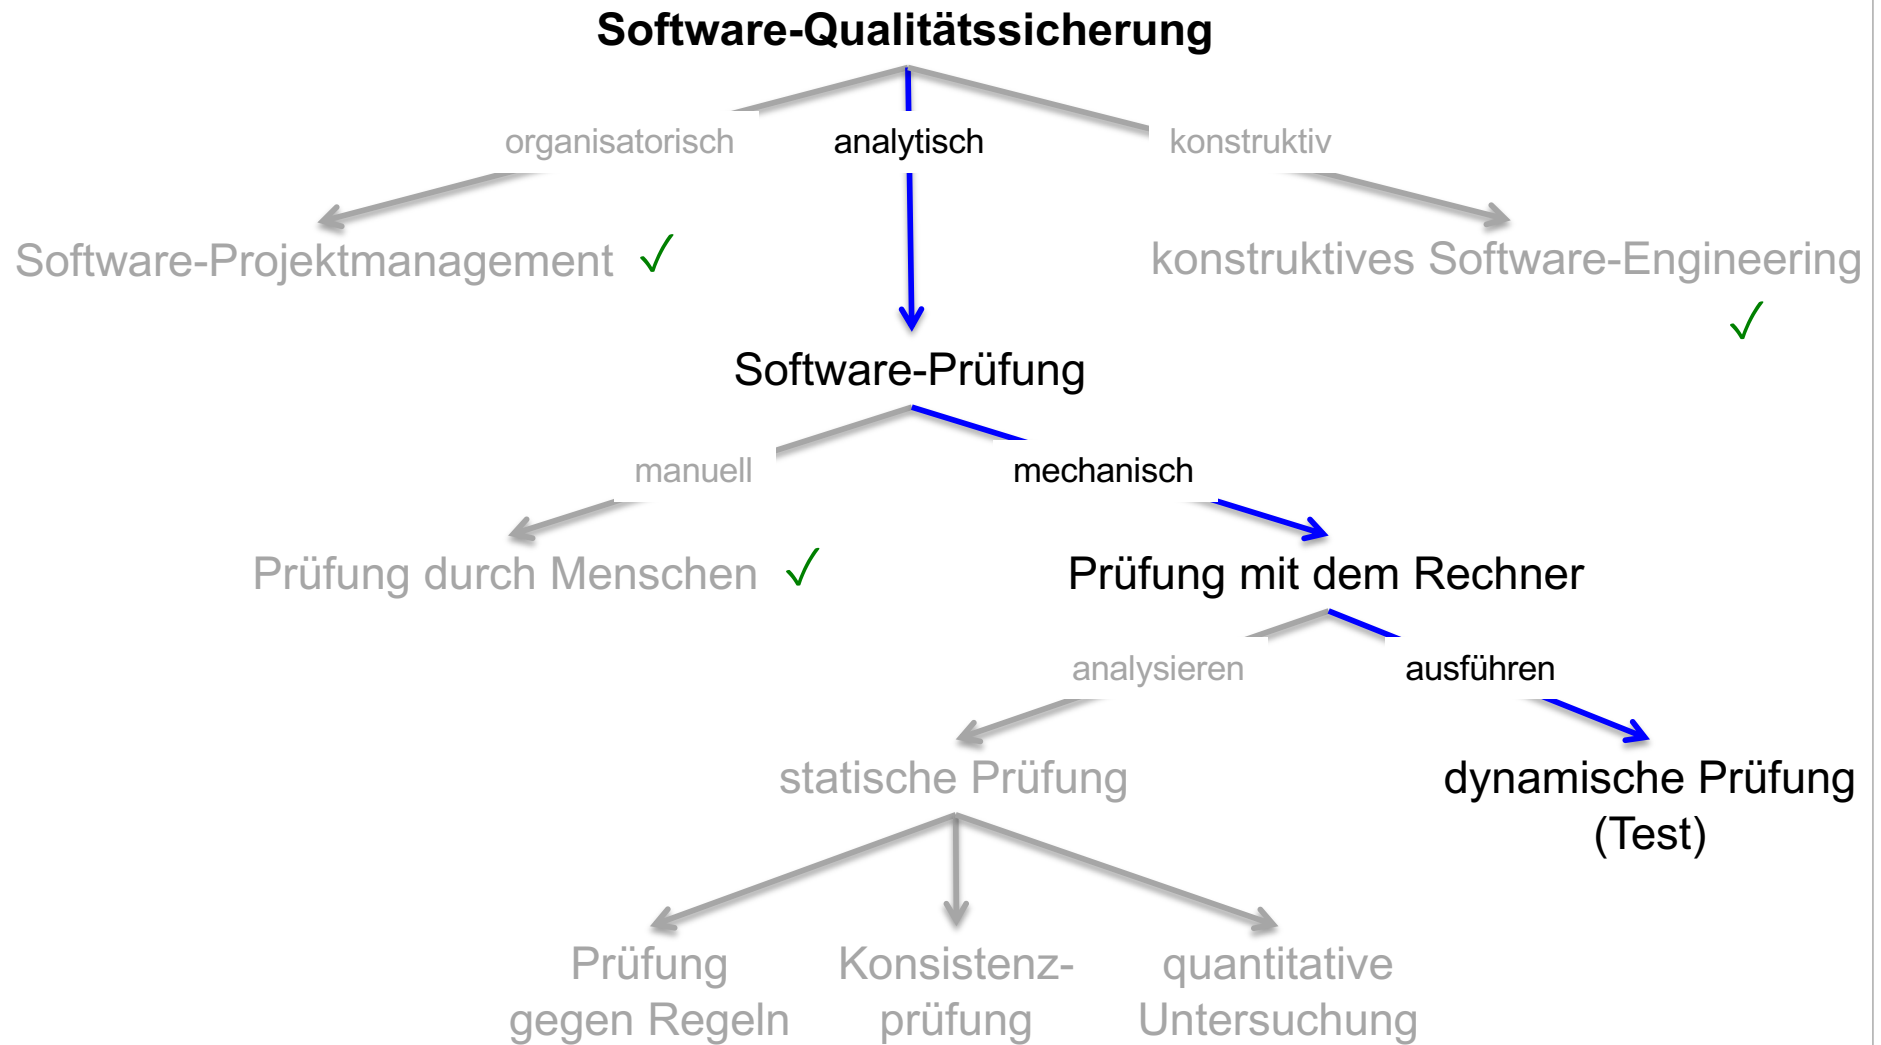 Software-Qualitätssicherung
organisatorisch
analytisch
konstruktiv
Software-Projektmanagement ✓
konstruktives Software-Engineering
✓
Software-Prüfung
manuell
mechanisch
Prüfung durch Menschen ✓
Prüfung mit dem Rechner
analysieren
ausführen
statische Prüfung
dynamische Prüfung
(Test)
Prüfung
gegen Regeln
Konsistenz-
prüfung
quantitative
Untersuchung